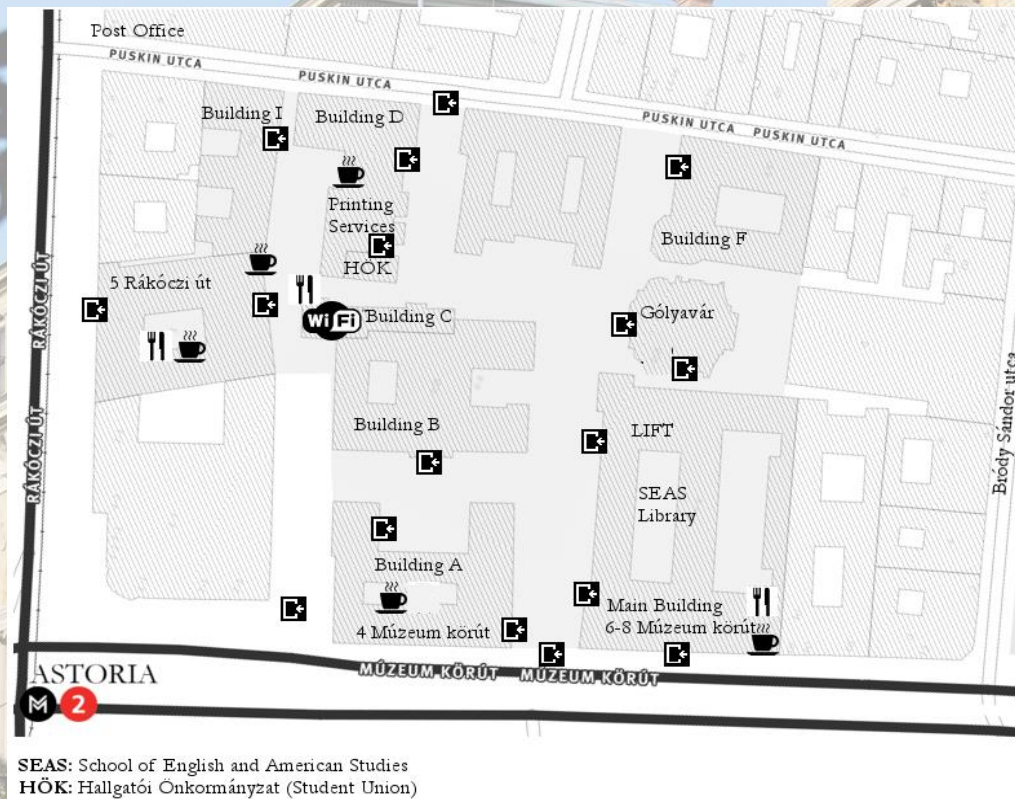 Post Office
PUSKIN UTCA
PUSKIN UTCA
PUSKIN UTCA
PUSKIN UTCA
Building I
Building D
Printing
Services
HÖK
Building F
5 Rákóczi út
RÁKÓCZI ÚT
WiFi
Building C
Gólyavár
Building B
LIFT
RÁKÓCZI ÚT
Bródy Sándor utca
SEAS
Library
Building A
Main Building
6-8 Múzeum körút
4 Múzeum körút
MÚZEUM KÖRÚT
MÚZEUM KÖRÚT
ASTORIA
M 2
SEAS: School of English and American Studies
HÖK: Hallgatói Önkormányzat (Student Union)